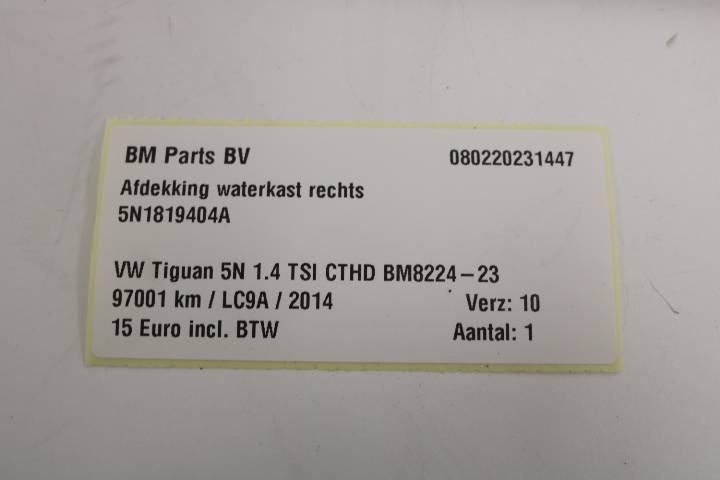 BM Parts BV 080220231447
Afdekking waterkast rechts
5N1819404A
VW Tiguan 5N 1.4 TSI CTHD BM8224-23
97001 km / LC9A / 2014 Verz: 10
15 Euro incl. BTW Aantal: 1